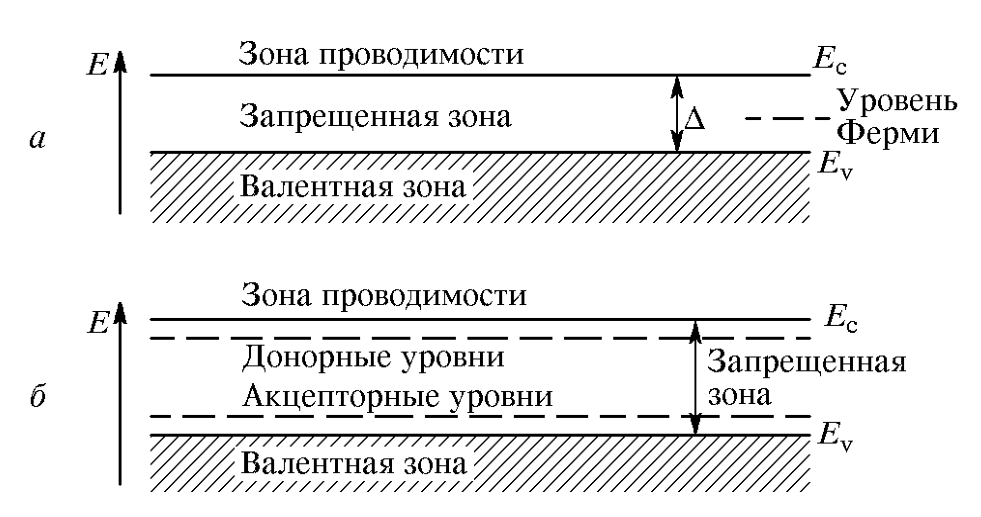 Зона проводимости
E
E_c
Запрещенная зона
Δ
Уровень
Ферми
а
E_v
Валентная зона
Зона проводимости
E
E_c
Донорные уровни
Запрещенная
зона
Акцепторные уровни
б
E_v
Валентная зона